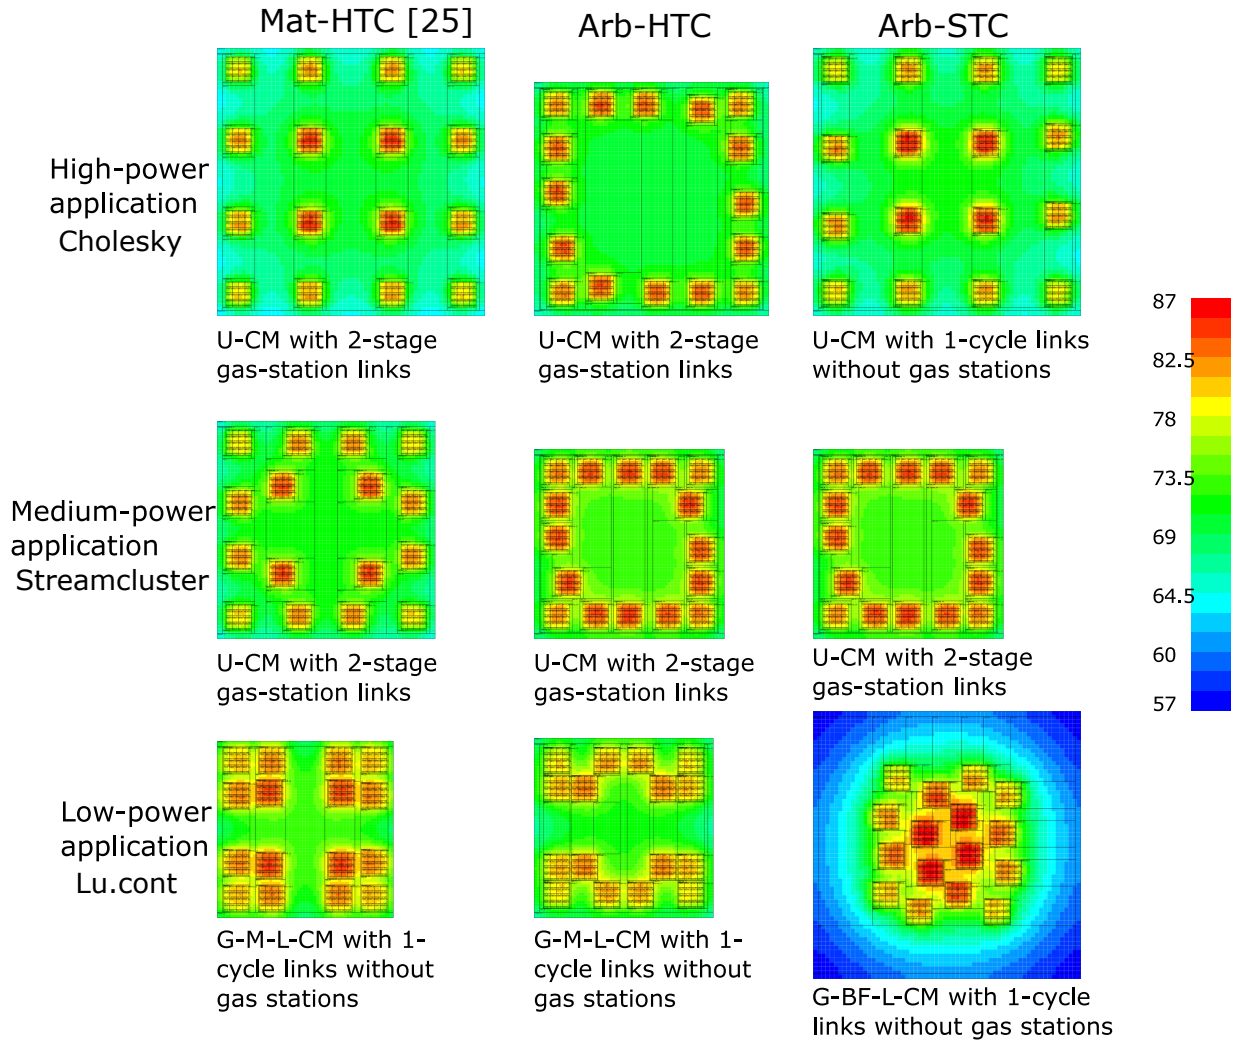 Mat-HTC [25]
Arb-HTC
Arb-STC
High-power
application
Cholesky
U-CM with 2-stage
gas-station links
U-CM with 2-stage
gas-station links
U-CM with 1-cycle links
without gas stations
87
82.5
78
73.5
69
64.5
60
57
Medium-power
application
Streamcluster
U-CM with 2-stage
gas-station links
U-CM with 2-stage
gas-station links
U-CM with 2-stage
gas-station links
Low-power
application
Lu.cont
G-M-L-CM with 1-
cycle links without
gas stations
G-M-L-CM with 1-
cycle links without
gas stations
G-BF-L-CM with 1-cycle
links without gas stations